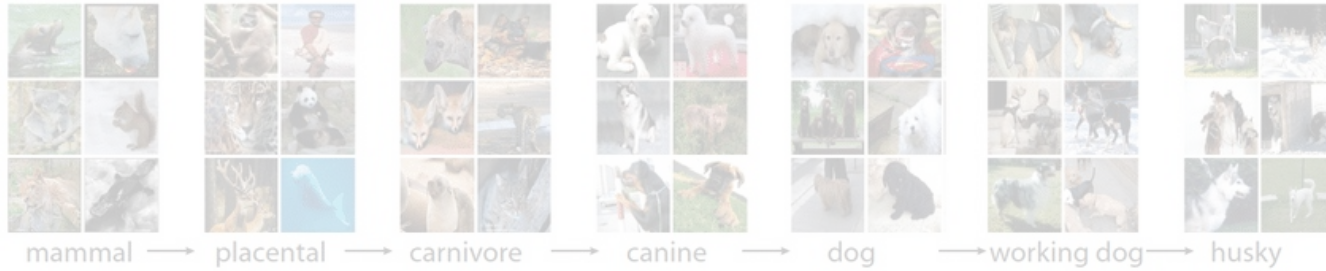 mammal → placental → carnivore → canine → dog → working dog → husky